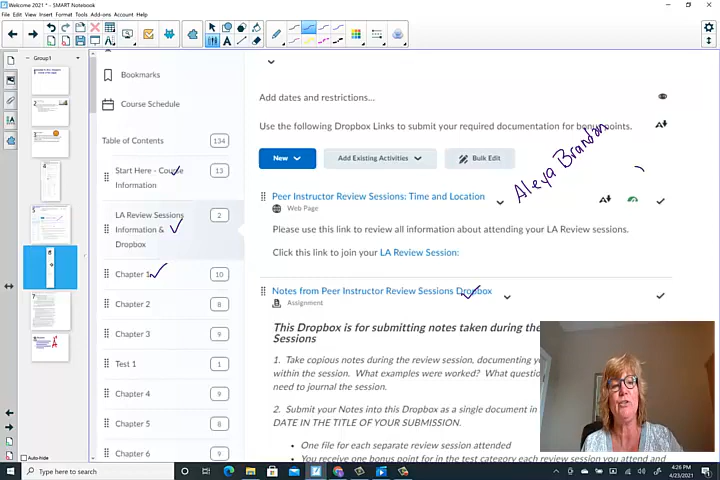 Welcome 2021 * - SMART Notebook
File Edit View Insert Format Tools Add-ons Account Help
Group1
1
2
3
4
5
6
7
8
Auto-hide
Bookmarks
Course Schedule
Table of Contents 134
Start Here - Course Information 13
LA Review Sessions Information & Dropbox 2
Chapter 1 10
Chapter 2 8
Chapter 3 9
Test 1 1
Chapter 4 9
Chapter 5 8
Chapter 6 9
Add dates and restrictions...
Use the following Dropbox Links to submit your required documentation for bonus points.
New
Add Existing Activities
Bulk Edit
Aleya Brandon
Peer Instructor Review Sessions: Time and Location
Web Page
Please use this link to review all information about attending your LA Review Sessions.
Click this link to join your LA Review Session:
Notes from Peer Instructor Review Sessions Dropbox
Assignment
This Dropbox is for submitting notes taken during the
Sessions
1. Take copious notes during the review session, documenting
within the session. What examples were worked? What
need to journal the session.
2. Submit your Notes into this Dropbox as a single document in
DATE IN THE TITLE OF YOUR SUBMISSION.
• One file for each separate review session attended
• You receive one bonus point for in the test category each review session you attend and
Type here to search
4:26 PM
4/23/2021